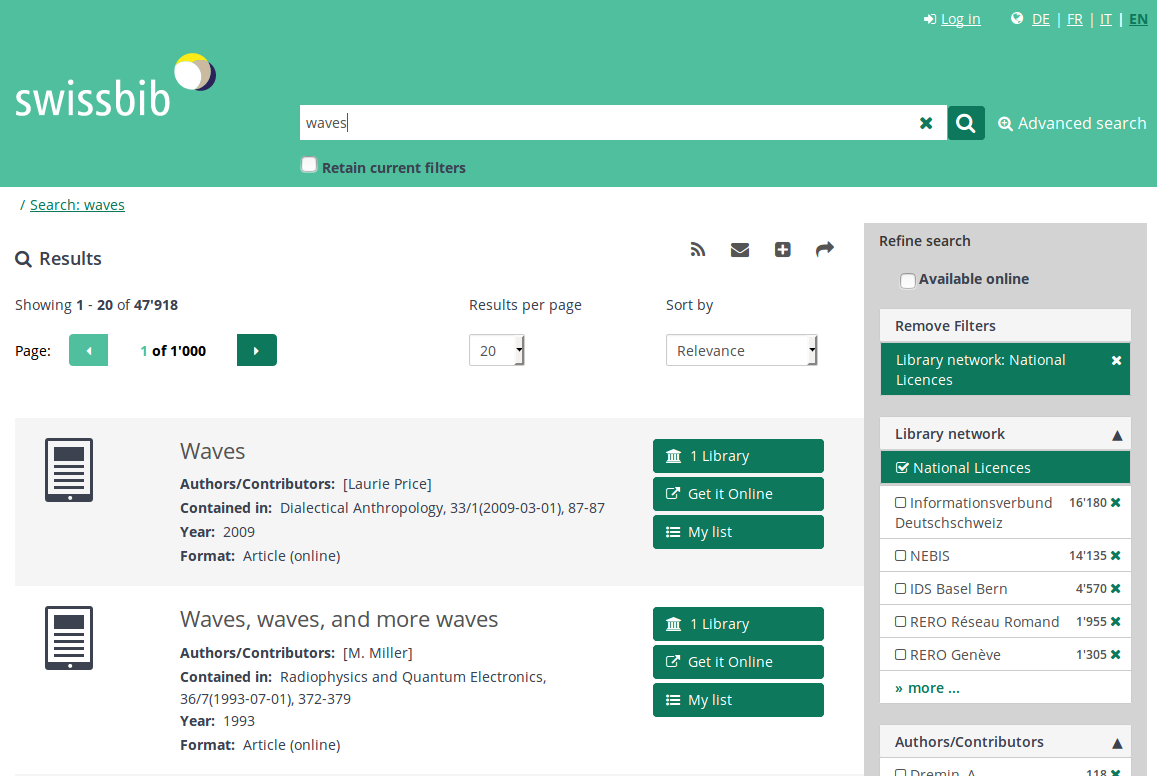 Log in DE | FR | IT | EN
swissbib
waves
Advanced search
Retain current filters
/ Search: waves
Results
Showing 1 - 20 of 47'918
Results per page
Sort by
Page:
1 of 1'000
20
Relevance
Waves
Authors/Contributors: [Laurie Price]
Contained in: Dialectical Anthropology, 33/1(2009-03-01), 87-87
Year: 2009
Format: Article (online)
1 Library
Get it Online
My list
Waves, waves, and more waves
Authors/Contributors: [M. Miller]
Contained in: Radiophysics and Quantum Electronics,
36/7(1993-07-01), 372-379
Year: 1993
Format: Article (online)
1 Library
Get it Online
My list
Refine search
Available online
Remove Filters
Library network: National
Licences
Library network
National Licences
Informationsverbund 16'180
Deutschschweiz
NEBIS 14'135
IDS Basel Bern 4'570
RERO Réseau Romand 1'955
RERO Genève 1'305
» more ...
Authors/Contributors
Dremin, A 118